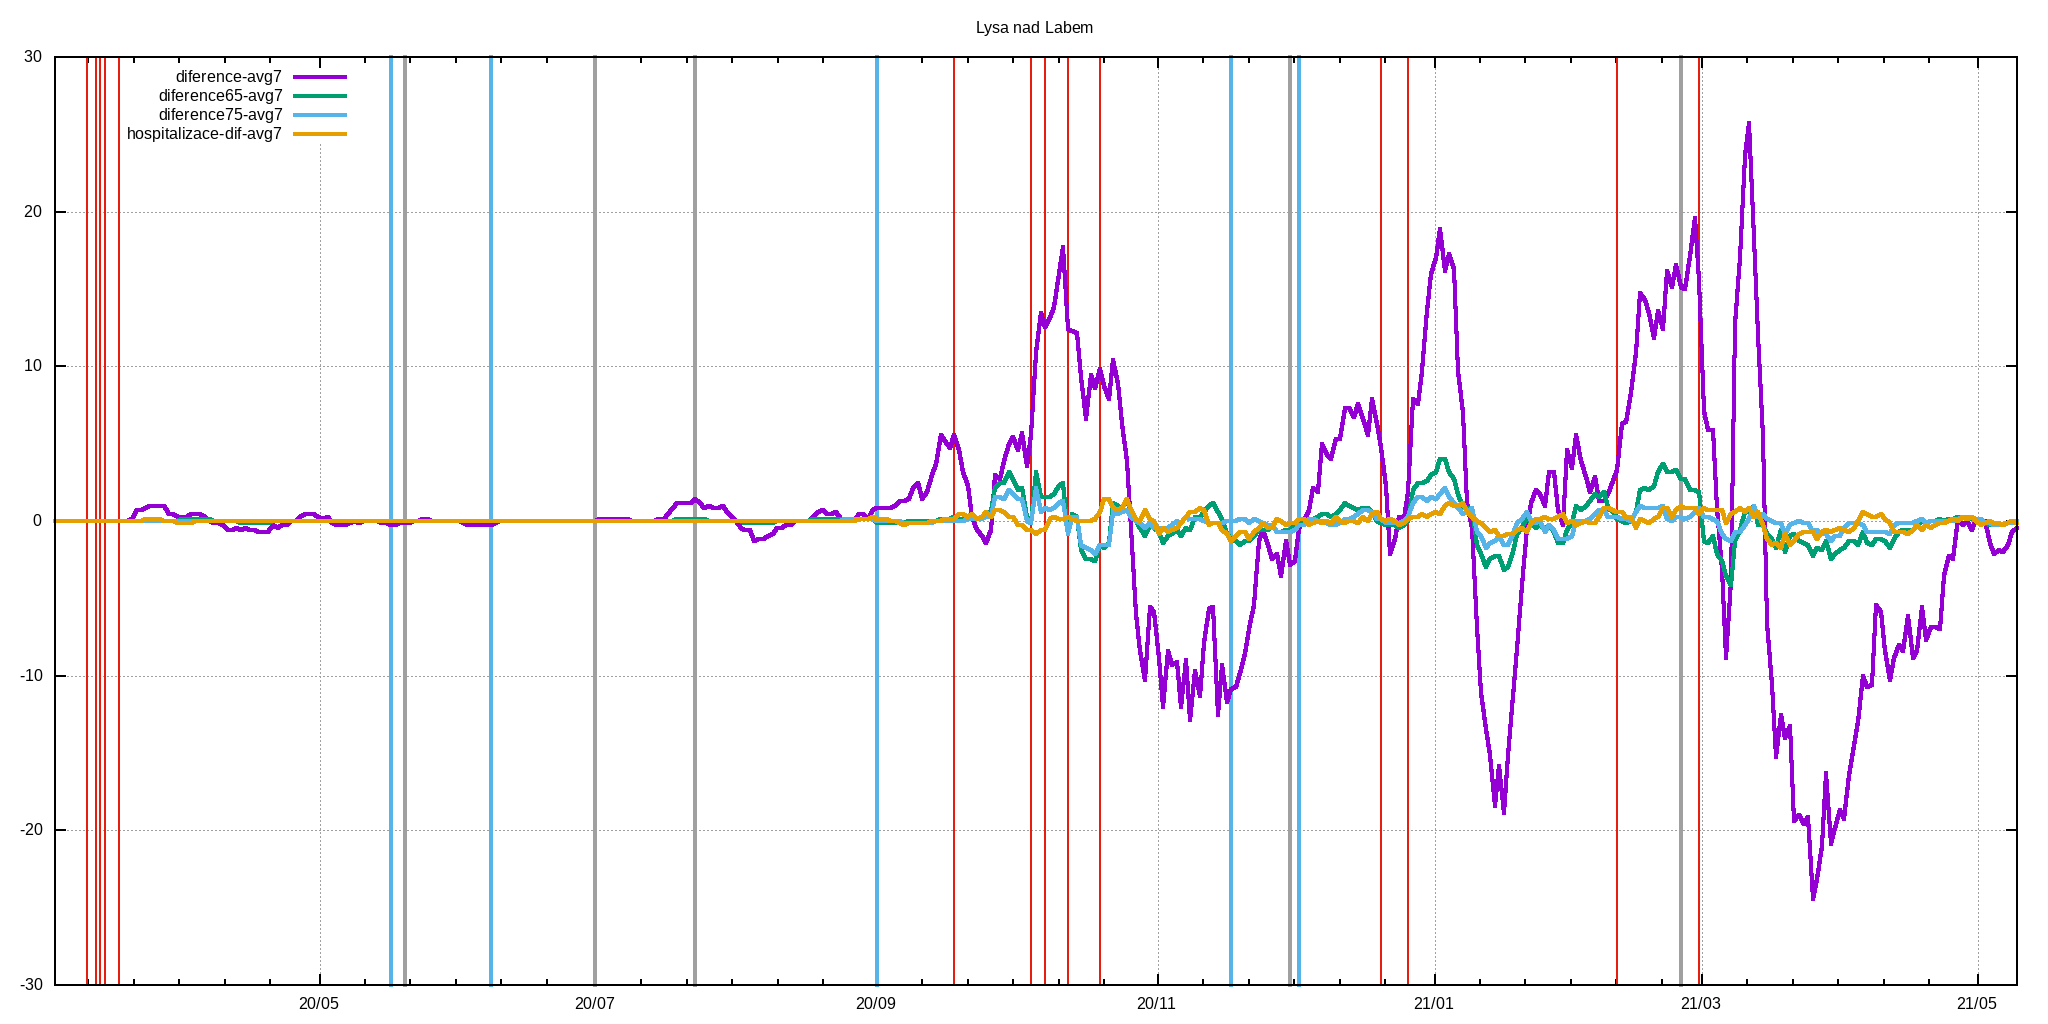 Lysa nad Labem
30
20
10
0
-10
-20
-30
diference-avg7
diference65-avg7
diference75-avg7
hospitalizace-dif-avg7
20/05 20/07 20/09 20/11 21/01 21/03 21/05